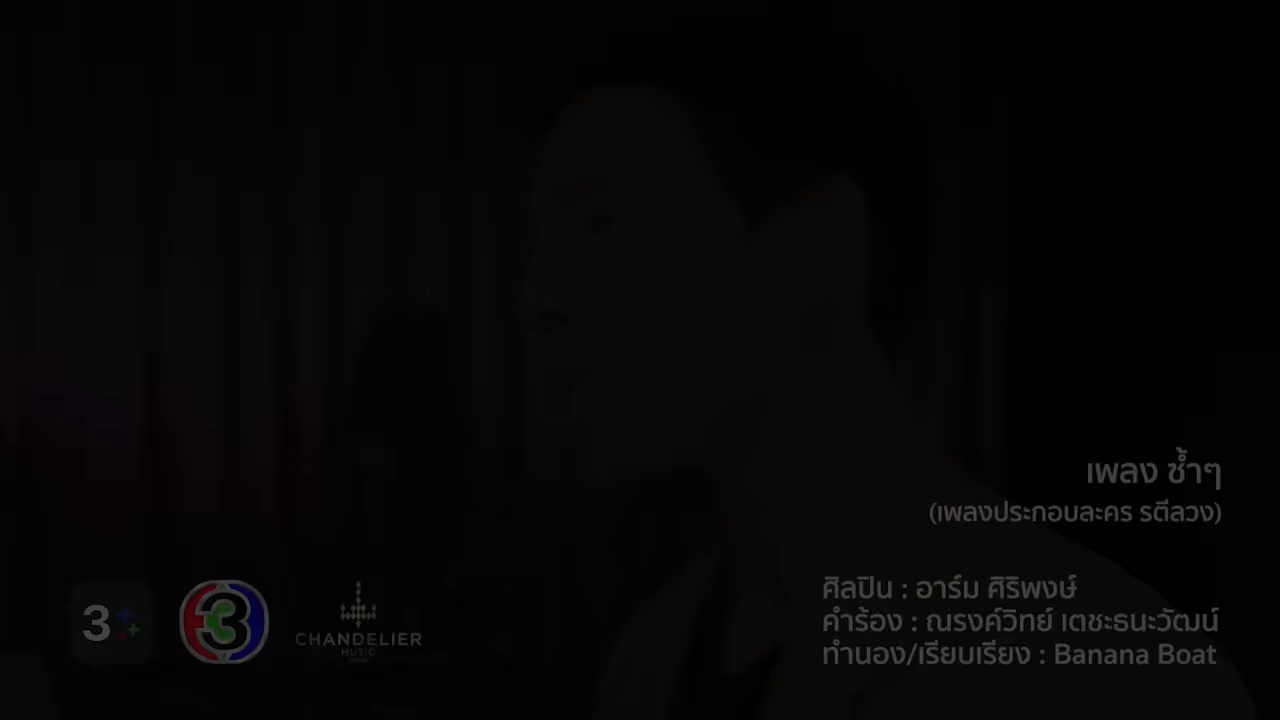 เพลง ซ้ำๆ
(เพลงประกอบละคร รตีลวง)
ศิลปิน : อาร์ม ศิริพงษ์
คำร้อง : ณรงค์วิทย์ เตชะธนะวัฒน์
ทำนอง/เรียบเรียง : Banana Boat
3+
3
CHANDELIER
MUSIC